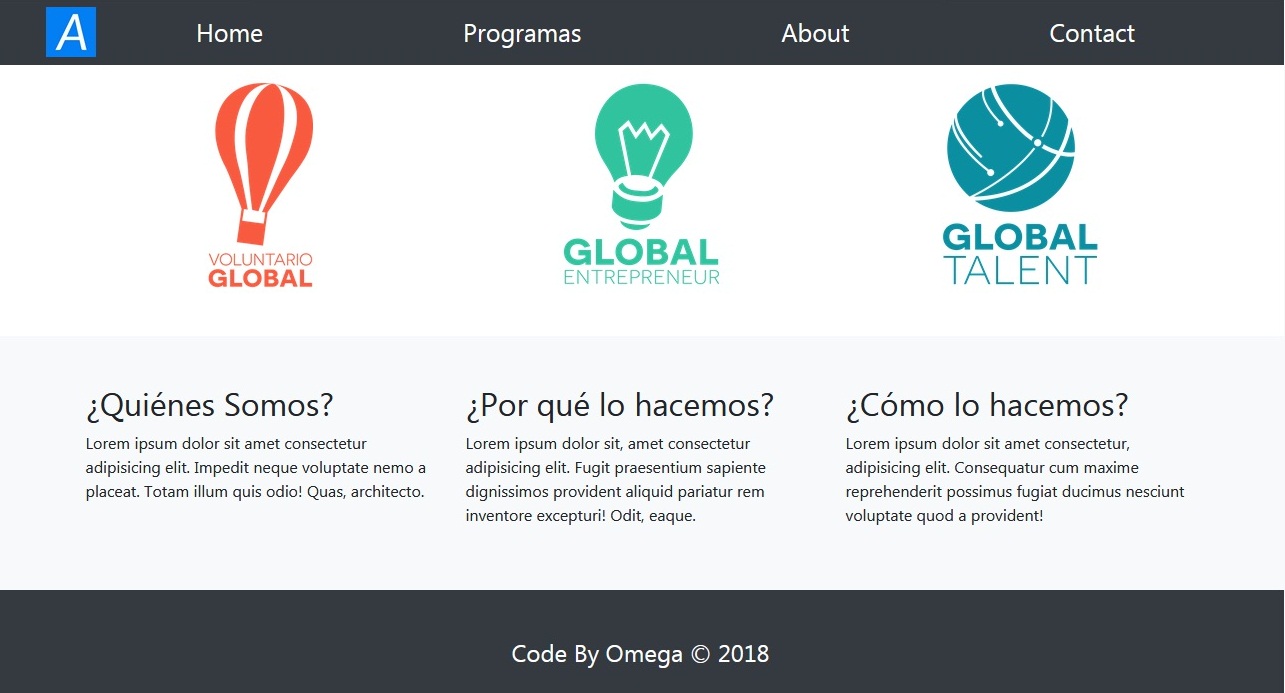 A
Home
Programas
About
Contact
VOLUNTARIO
GLOBAL
GLOBAL
ENTREPRENEUR
GLOBAL
TALENT
¿Quiénes Somos?
Lorem ipsum dolor sit amet consectetur
adipisicing elit. Impedit neque voluptate nemo a
placeat. Totam illum quis odio! Quas, architecto.
¿Por qué lo hacemos?
Lorem ipsum dolor sit, amet consectetur
adipisicing elit. Fugit praesentium sapiente
dignissimos provident aliquid pariatur rem
inventore excepturi! Odit, eaque.
¿Cómo lo hacemos?
Lorem ipsum dolor sit amet consectetur,
adipisicing elit. Consequatur cum maxime
reprehenderit possimus fugiat ducimus nesciunt
voluptate quod a provident!
Code By Omega © 2018